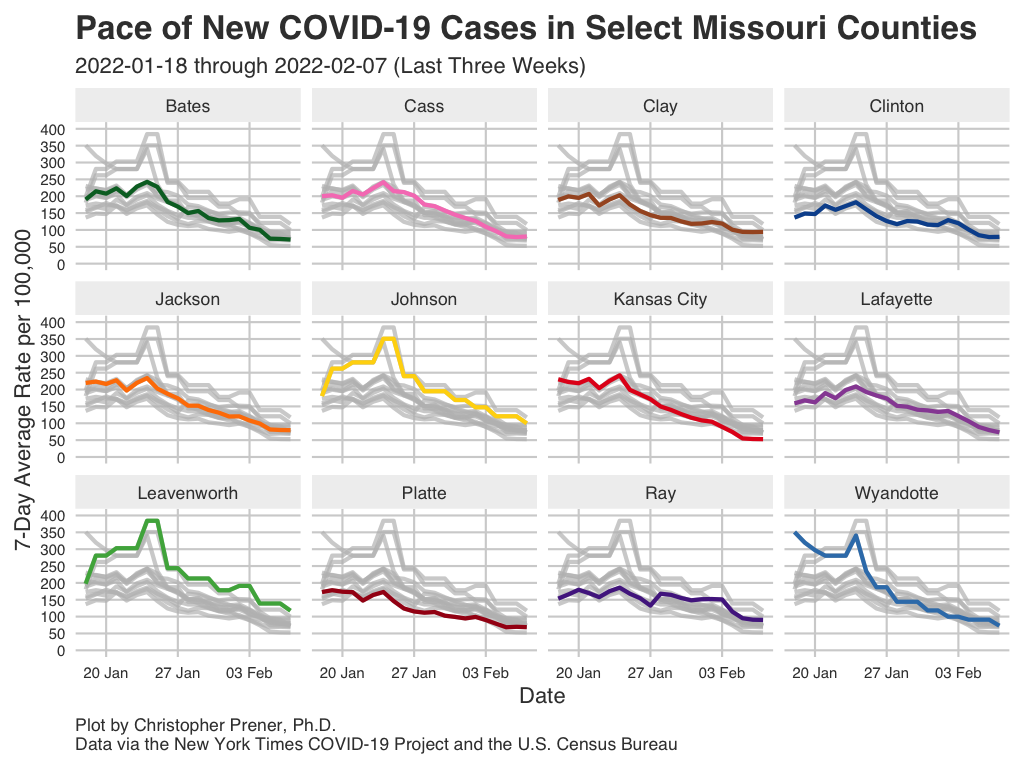 Pace of New COVID-19 Cases in Select Missouri Counties
2022-01-18 through 2022-02-07 (Last Three Weeks)
7-Day Average Rate per 100,000
Bates Cass Clay Clinton
400
350
300
250
200
150
100
50
0
Jackson Johnson Kansas City Lafayette
400
350
300
250
200
150
100
50
0
Leavenworth Platte Ray Wyandotte
400
350
300
250
200
150
100
50
0
20 Jan 27 Jan 03 Feb 20 Jan 27 Jan 03 Feb 20 Jan 27 Jan 03 Feb 20 Jan 27 Jan 03 Feb
Date
Plot by Christopher Prener, Ph.D.
Data via the New York Times COVID-19 Project and the U.S. Census Bureau